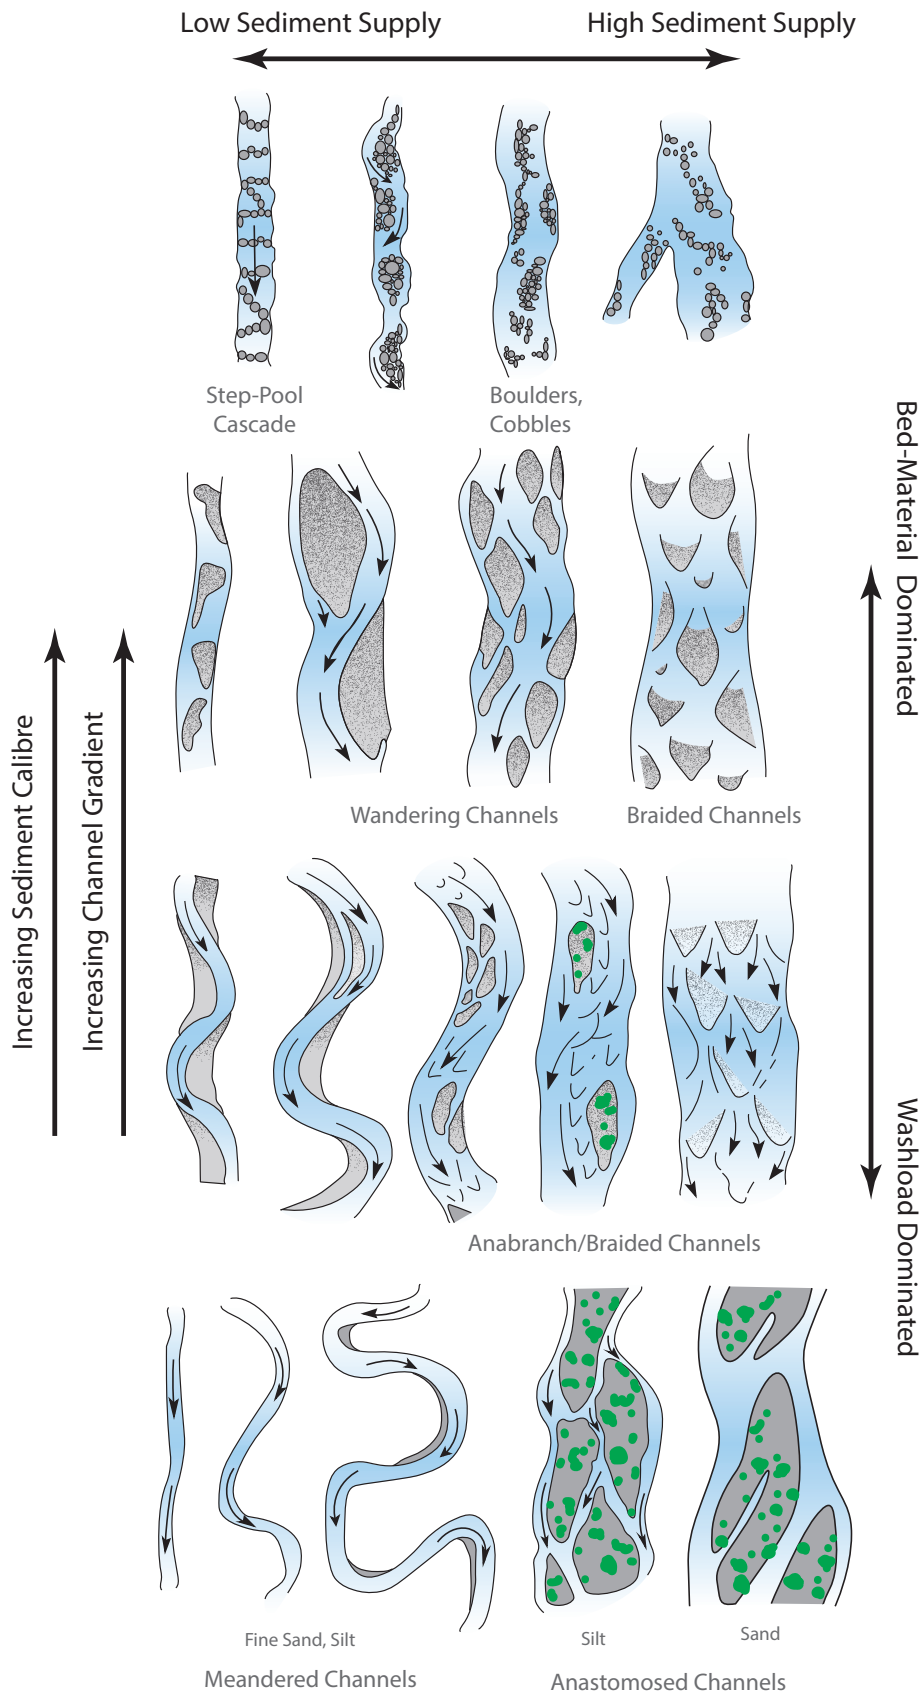 Low Sediment Supply
High Sediment Supply
Step-Pool
Cascade
Boulders,
Cobbles
Bed-Material Dominated
Wandering Channels
Braided Channels
Increasing Sediment Calibre
Increasing Channel Gradient
Washload Dominated
Anabranch/Braided Channels
Fine Sand, Silt
Silt
Sand
Meandered Channels
Anastomosed Channels